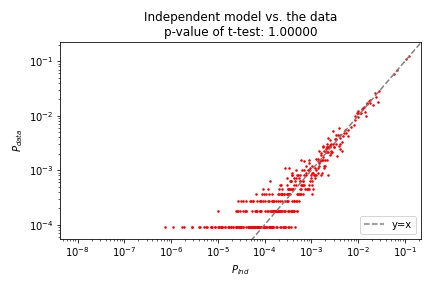 Independent model vs. the data
p-value of t-test: 1.00000
10⁻¹
10⁻²
10⁻³
10⁻⁴
P_data
y=x
10⁻⁸ 10⁻⁷ 10⁻⁶ 10⁻⁵ 10⁻⁴ 10⁻³ 10⁻² 10⁻¹
P_ind